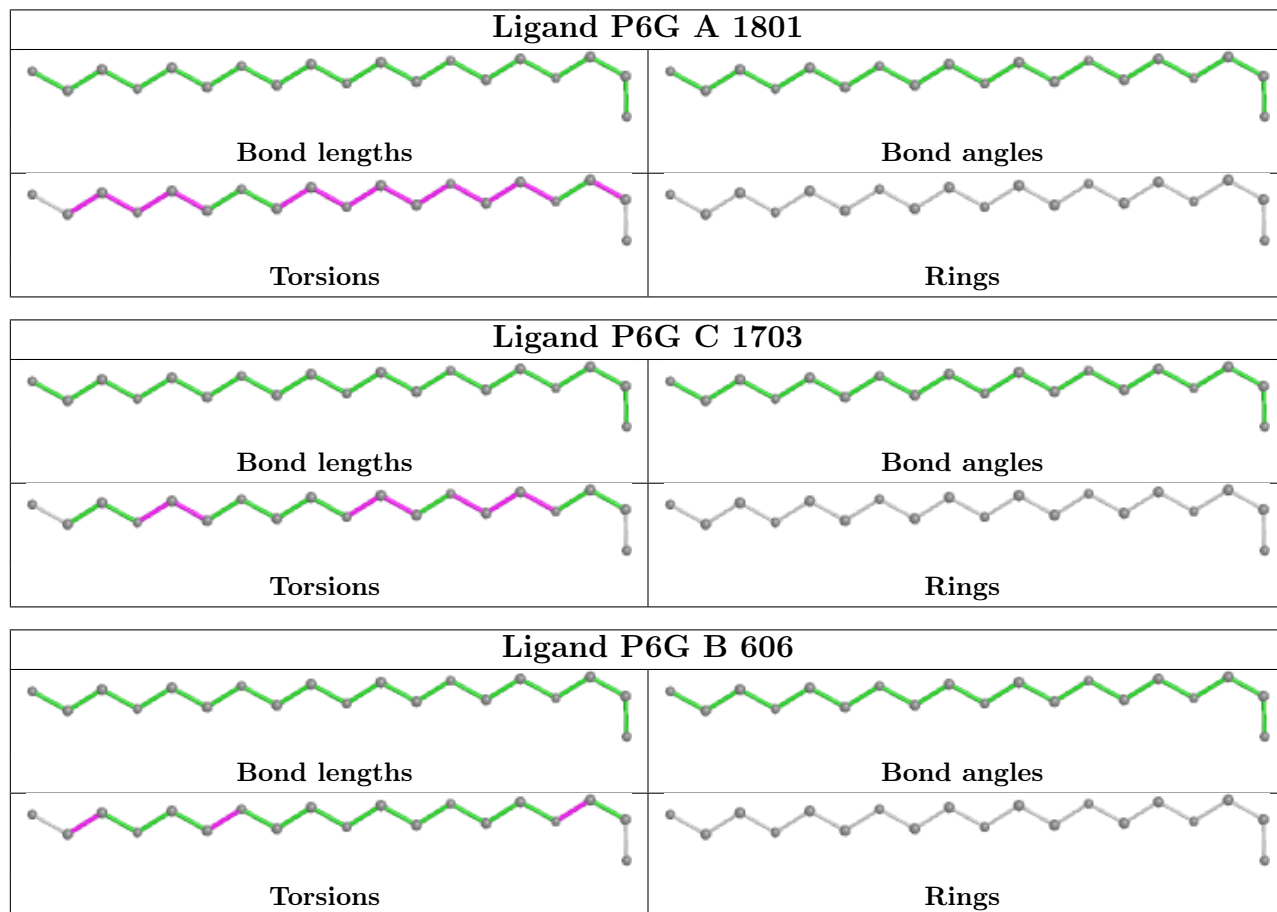 Ligand P6G A 1801
Bond lengths Bond angles
Torsions Rings
Ligand P6G C 1703
Bond lengths Bond angles
Torsions Rings
Ligand P6G B 606
Bond lengths Bond angles
Torsions Rings